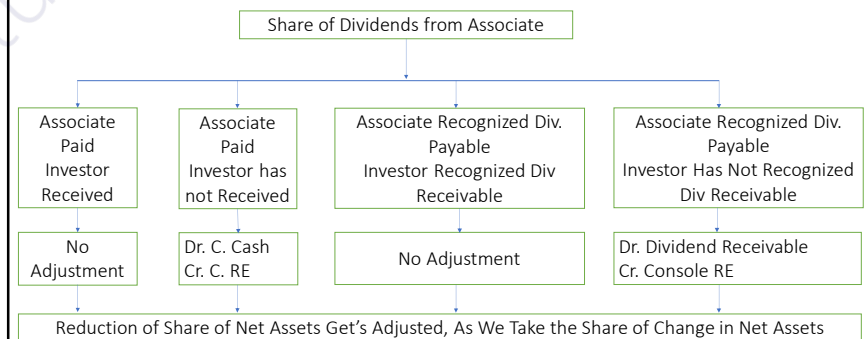 Share of Dividends from Associate
Associate
Paid
Investor
Received
Associate
Paid
Investor has
not Received
Associate Recognized Div.
Payable
Investor Recognized Div
Receivable
Associate Recognized Div.
Payable
Investor Has Not Recognized
Div Receivable
No
Adjustment
Dr. C. Cash
Cr. C. RE
No Adjustment
Dr. Dividend Receivable
Cr. Console RE
Reduction of Share of Net Assets Get's Adjusted, As We Take the Share of Change in Net Assets